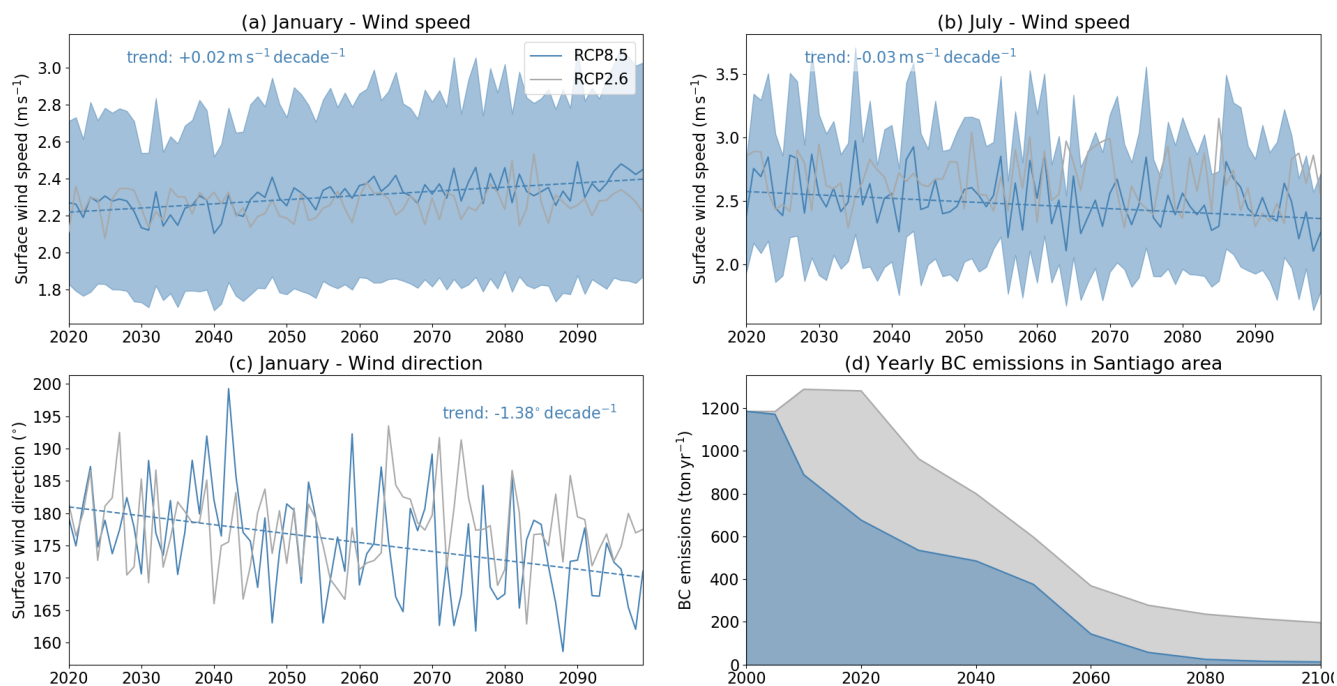 (a) January - Wind speed
trend: +0.02 m s⁻¹ decade⁻¹
RCP8.5
RCP2.6
Surface wind speed (m s⁻¹)
3.0
2.8
2.6
2.4
2.2
2.0
1.8
2020 2030 2040 2050 2060 2070 2080 2090
(b) July - Wind speed
trend: -0.03 m s⁻¹ decade⁻¹
Surface wind speed (m s⁻¹)
3.5
3.0
2.5
2.0
2020 2030 2040 2050 2060 2070 2080 2090
(c) January - Wind direction
trend: -1.38° decade⁻¹
Surface wind direction (°)
200
195
190
185
180
175
170
165
160
2020 2030 2040 2050 2060 2070 2080 2090
(d) Yearly BC emissions in Santiago area
BC emissions (ton yr⁻¹)
1200
1000
800
600
400
200
0
2000 2020 2040 2060 2080 210